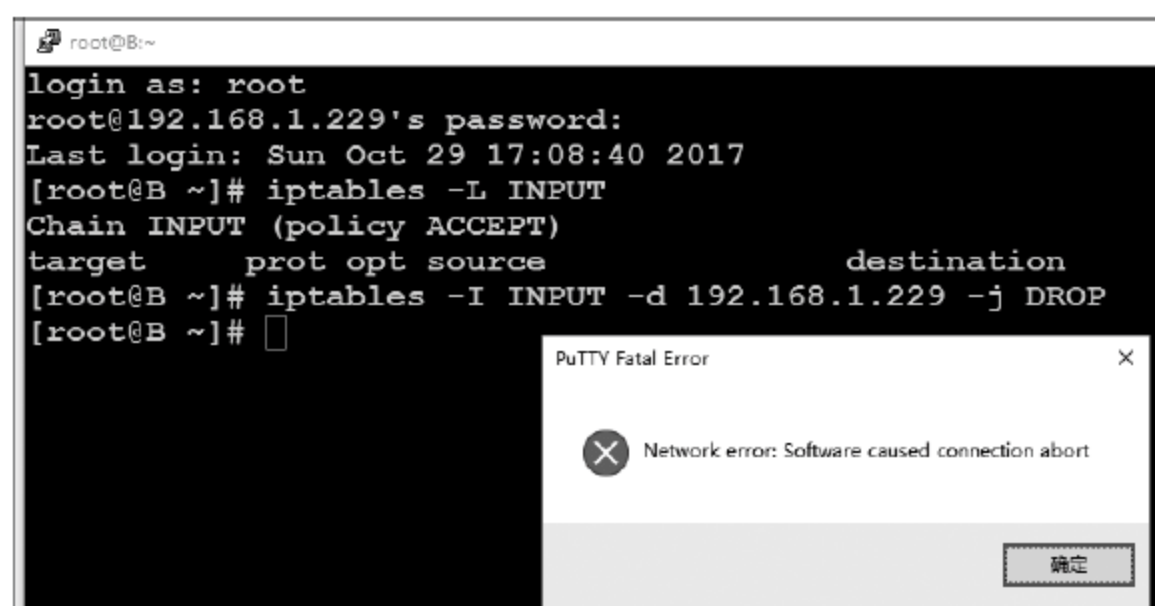 root@B:~
login as: root
root@192.168.1.229's password:
Last login: Sun Oct 29 17:08:40 2017
[root@B ~]# iptables -L INPUT
Chain INPUT (policy ACCEPT)
target     prot opt source               destination
[root@B ~]# iptables -I INPUT -d 192.168.1.229 -j DROP
[root@B ~]#
PuTTY Fatal Error
Network error: Software caused connection abort
确定